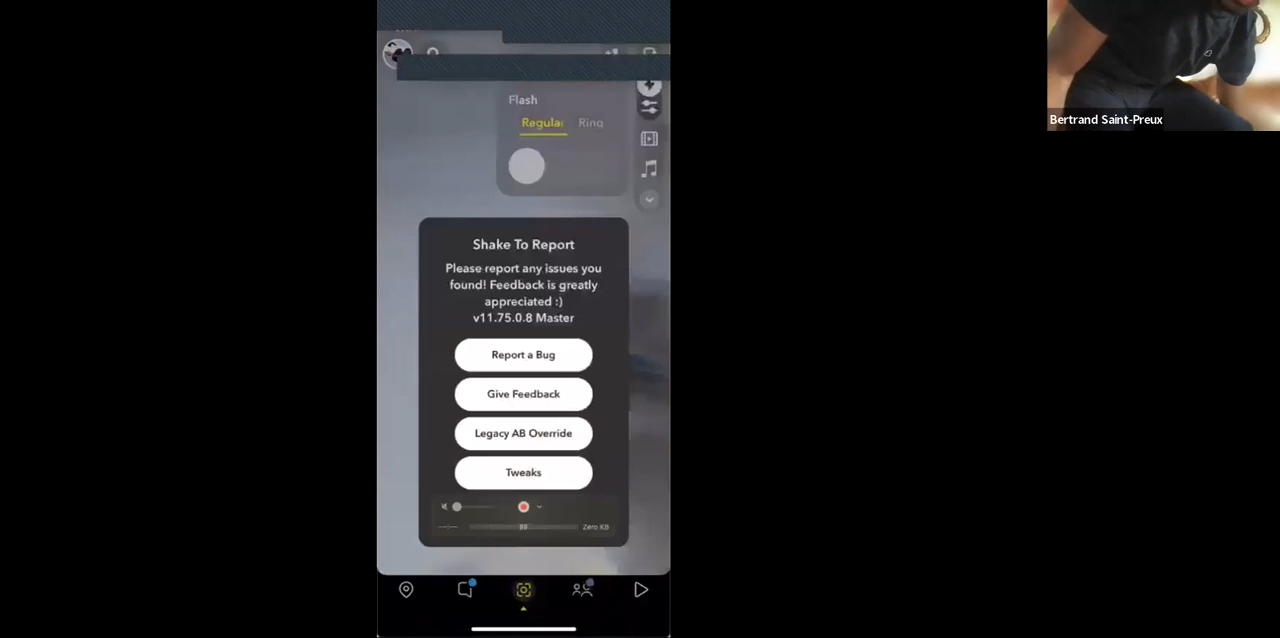 Flash
Regular Ring
Shake To Report
Please report any issues you
found! Feedback is greatly
appreciated :)
v11.75.0.8 Master
Report a Bug
Give Feedback
Legacy AB Override
Tweaks
--:--
Zero KB
Bertrand Saint-Preux